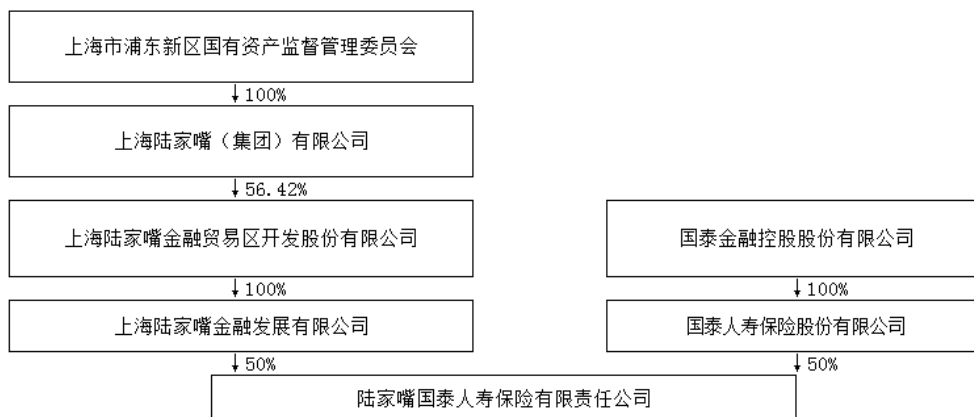 上海市浦东新区国有资产监督管理委员会
100%
上海陆家嘴（集团）有限公司
56.42%
上海陆家嘴金融贸易区开发股份有限公司
国泰金融控股股份有限公司
100%
100%
上海陆家嘴金融发展有限公司
国泰人寿保险股份有限公司
50%
50%
陆家嘴国泰人寿保险有限责任公司